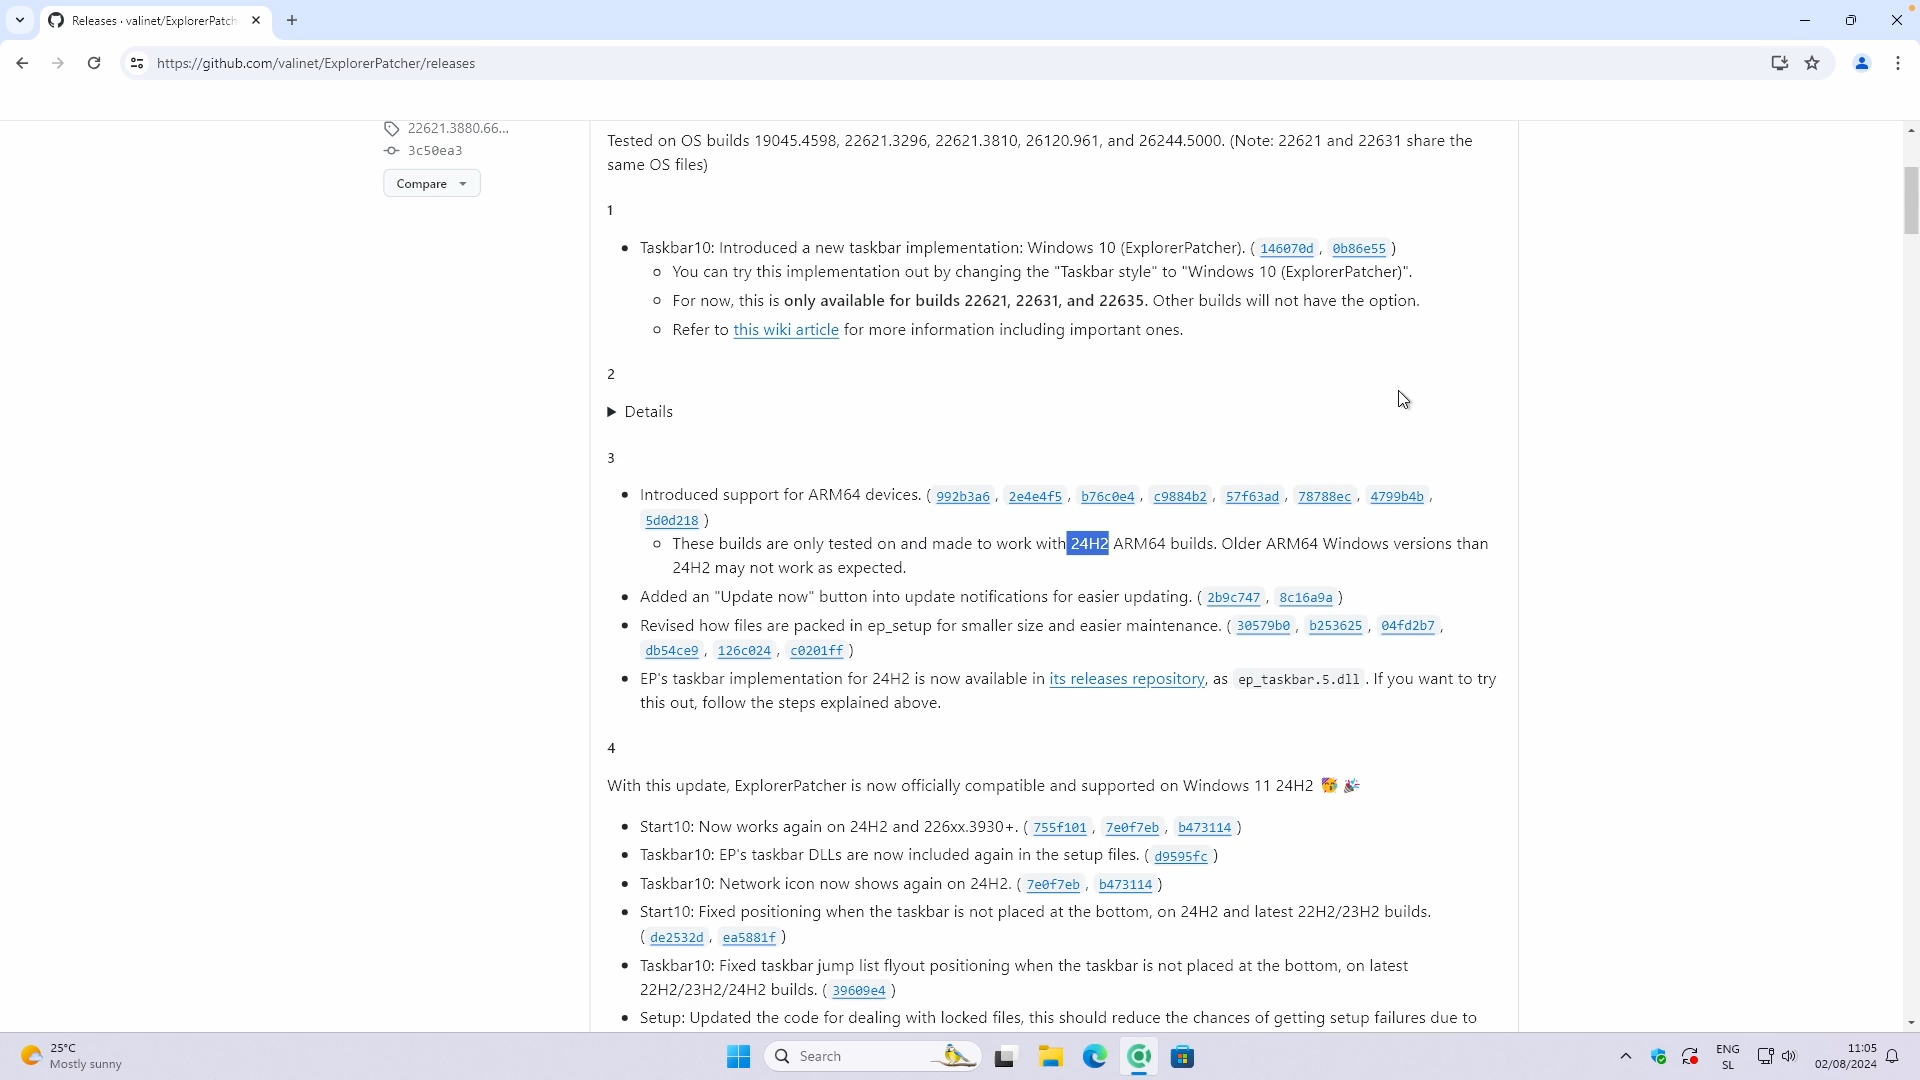 Releases · valinet/ExplorerPatch
https://github.com/valinet/ExplorerPatcher/releases
22621.3880.66...
3c50ea3
Compare
Tested on OS builds 19045.4598, 22621.3296, 22621.3810, 26120.961, and 26244.5000. (Note: 22621 and 22631 share the
same OS files)
1
Taskbar10: Introduced a new taskbar implementation: Windows 10 (ExplorerPatcher). ( 146070d , 0b86e55 )
You can try this implementation out by changing the "Taskbar style" to "Windows 10 (ExplorerPatcher)".
For now, this is only available for builds 22621, 22631, and 22635. Other builds will not have the option.
Refer to this wiki article for more information including important ones.
2
Details
3
Introduced support for ARM64 devices. ( 992b3a6 , 2e4e4f5 , b76c0e4 , c9884b2 , 57f63ad , 78788ec , 4799b4b ,
5d0d218 )
These builds are only tested on and made to work with 24H2 ARM64 builds. Older ARM64 Windows versions than
24H2 may not work as expected.
Added an "Update now" button into update notifications for easier updating. ( 2b9c747 , 8c16a9a )
Revised how files are packed in ep_setup for smaller size and easier maintenance. ( 30579b0 , b253625 , 04fd2b7 ,
db54ce9 , 126c024 , c0201ff )
EP's taskbar implementation for 24H2 is now available in its releases repository, as ep_taskbar.5.dll . If you want to try
this out, follow the steps explained above.
4
With this update, ExplorerPatcher is now officially compatible and supported on Windows 11 24H2 🥳 🎉
Start10: Now works again on 24H2 and 226xx.3930+. ( 755f101 , 7e0f7eb , b473114 )
Taskbar10: EP's taskbar DLLs are now included again in the setup files. ( d9595fc )
Taskbar10: Network icon now shows again on 24H2. ( 7e0f7eb , b473114 )
Start10: Fixed positioning when the taskbar is not placed at the bottom, on 24H2 and latest 22H2/23H2 builds.
( de2532d , ea5881f )
Taskbar10: Fixed taskbar jump list flyout positioning when the taskbar is not placed at the bottom, on latest
22H2/23H2/24H2 builds. ( 39609e4 )
Setup: Updated the code for dealing with locked files, this should reduce the chances of getting setup failures due to
25°C
Mostly sunny
Search
ENG
SL
11:05
02/08/2024